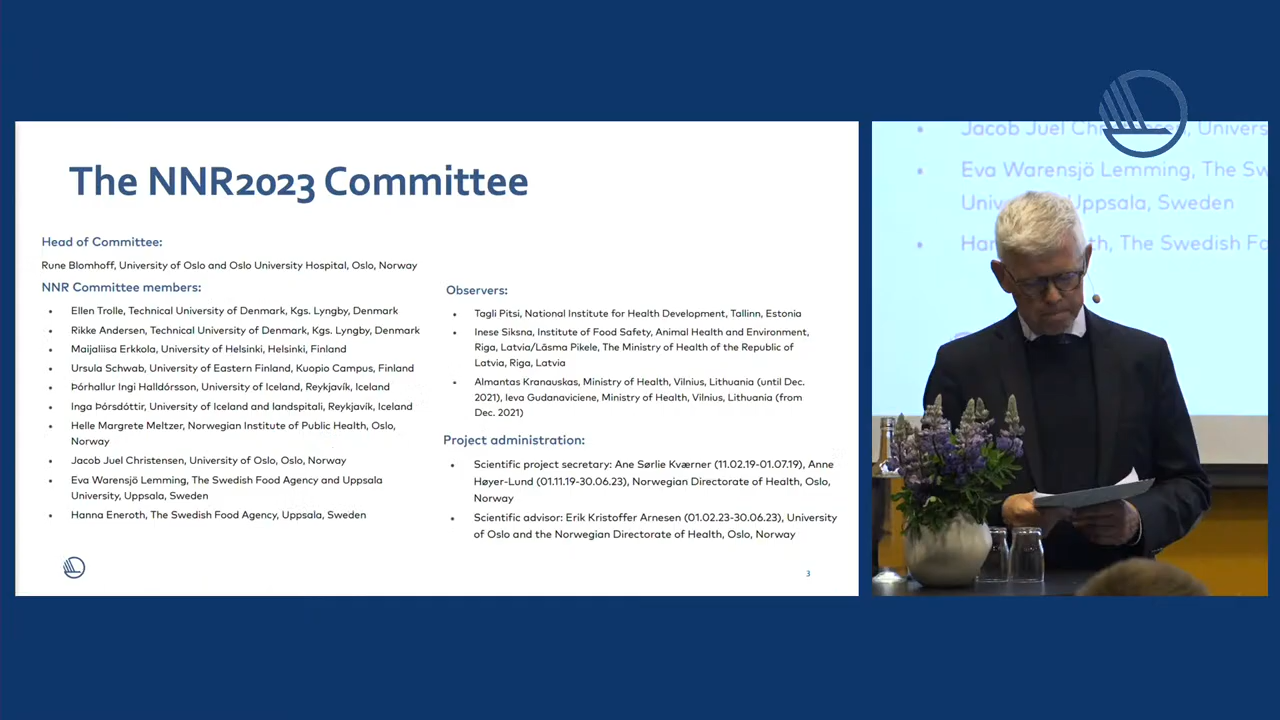 The NNR2023 Committee
Head of Committee:
Rune Blomhoff, University of Oslo and Oslo University Hospital, Oslo, Norway
NNR Committee members:
• Ellen Trolle, Technical University of Denmark, Kgs. Lyngby, Denmark
• Rikke Andersen, Technical University of Denmark, Kgs. Lyngby, Denmark
• Maijaliisa Erkkola, University of Helsinki, Helsinki, Finland
• Ursula Schwab, University of Eastern Finland, Kuopio Campus, Finland
• Þórhallur Ingi Halldórsson, University of Iceland, Reykjavík, Iceland
• Inga Þórsdóttir, University of Iceland and landspitali, Reykjavík, Iceland
• Helle Margrete Meltzer, Norwegian Institute of Public Health, Oslo,
Norway
• Jacob Juel Christensen, University of Oslo, Oslo, Norway
• Eva Warensjö Lemming, The Swedish Food Agency and Uppsala
University, Uppsala, Sweden
• Hanna Eneroth, The Swedish Food Agency, Uppsala, Sweden
Observers:
• Tagli Pitsi, National Institute for Health Development, Tallinn, Estonia
• Inese Siksna, Institute of Food Safety, Animal Health and Environment,
Riga, Latvia/Lāsma Pikele, The Ministry of Health of the Republic of
Latvia, Riga, Latvia
• Almantas Kranauskas, Ministry of Health, Vilnius, Lithuania (until Dec.
2021), Ieva Gudanaviciene, Ministry of Health, Vilnius, Lithuania (from
Dec. 2021)
Project administration:
• Scientific project secretary: Ane Sørlie Kværner (11.02.19-01.07.19), Anne
Høyer-Lund (01.11.19-30.06.23), Norwegian Directorate of Health, Oslo,
Norway
• Scientific advisor: Erik Kristoffer Arnesen (01.02.23-30.06.23), University
of Oslo and the Norwegian Directorate of Health, Oslo, Norway
3
• Jacob Juel Univers
• Eva Warensjö Lemming, The Sw
Uppsala, Sweden
• The Swedish Fo